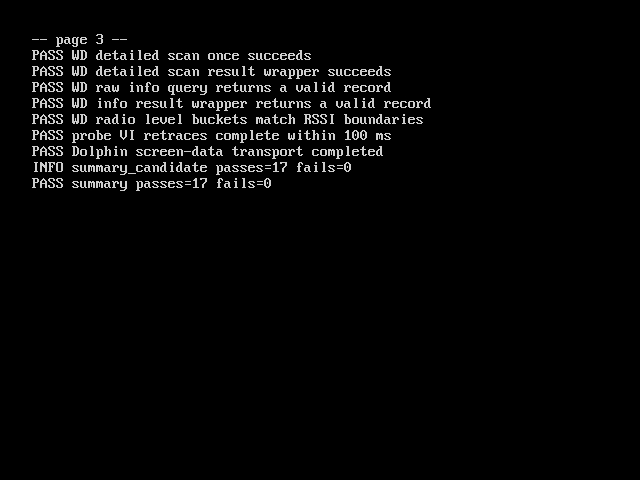 -- page 3 --
PASS WD detailed scan once succeeds
PASS WD detailed scan result wrapper succeeds
PASS WD raw info query returns a valid record
PASS WD info result wrapper returns a valid record
PASS WD radio level buckets match RSSI boundaries
PASS probe VI retraces complete within 100 ms
PASS Dolphin screen-data transport completed
INFO summary_candidate passes=17 fails=0
PASS summary passes=17 fails=0